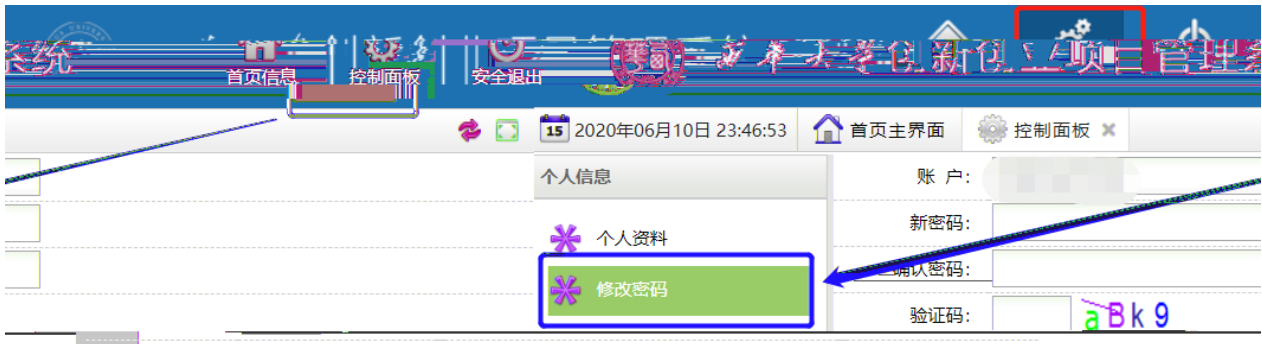 系统
首页信息 控制面板 安全退出
15 2020年06月10日 23:46:53 首页主界面 控制面板
个人信息
账 户:
个人资料
新密码:
修改密码
确认密码:
验证码:
aBk9